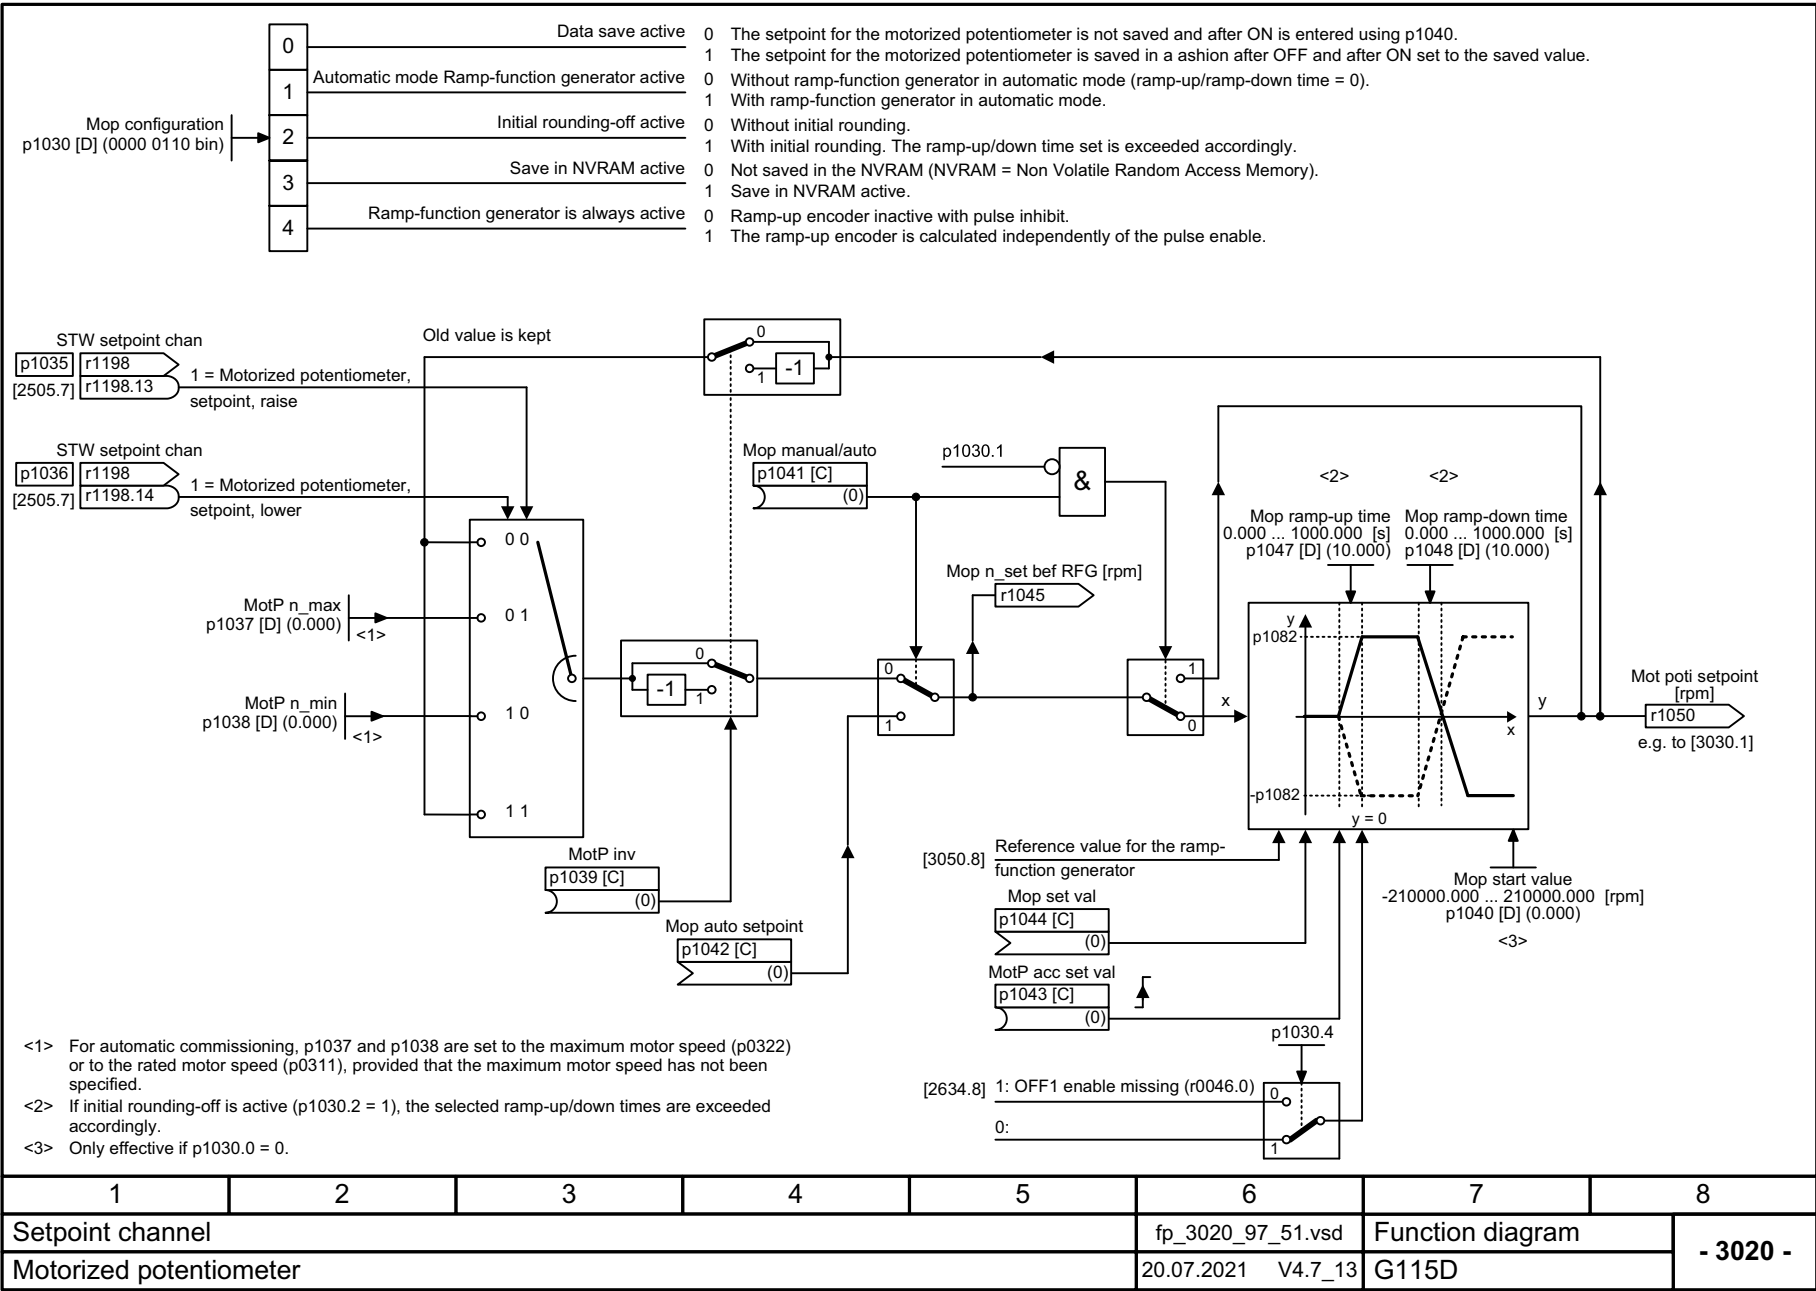 0
Data save active
0 The setpoint for the motorized potentiometer is not saved and after ON is entered using p1040.
1 The setpoint for the motorized potentiometer is saved in a ashion after OFF and after ON set to the saved value.
1
Automatic mode Ramp-function generator active
0 Without ramp-function generator in automatic mode (ramp-up/ramp-down time = 0).
1 With ramp-function generator in automatic mode.
Mop configuration
p1030 [D] (0000 0110 bin)
2
Initial rounding-off active
0 Without initial rounding.
1 With initial rounding. The ramp-up/down time set is exceeded accordingly.
3
Save in NVRAM active
0 Not saved in the NVRAM (NVRAM = Non Volatile Random Access Memory).
1 Save in NVRAM active.
4
Ramp-function generator is always active
0 Ramp-up encoder inactive with pulse inhibit.
1 The ramp-up encoder is calculated independently of the pulse enable.
STW setpoint chan
p1035 r1198
[2505.7] r1198.13
1 = Motorized potentiometer,
setpoint, raise
Old value is kept
0
1
-1
STW setpoint chan
p1036 r1198
[2505.7] r1198.14
1 = Motorized potentiometer,
setpoint, lower
Mop manual/auto
p1041 [C]
(0)
p1030.1
&
<2>
<2>
Mop ramp-up time
0.000 ... 1000.000 [s]
p1047 [D] (10.000)
Mop ramp-down time
0.000 ... 1000.000 [s]
p1048 [D] (10.000)
0 0
0 1
1 0
1 1
MotP n_max
p1037 [D] (0.000)
<1>
MotP n_min
p1038 [D] (0.000)
<1>
0
-1
1
Mop n_set bef RFG [rpm]
r1045
0
1
1
0
x
y
p1082
x
-p1082
y = 0
y
Mot poti setpoint
[rpm]
r1050
e.g. to [3030.1]
MotP inv
p1039 [C]
(0)
Mop auto setpoint
p1042 [C]
(0)
[3050.8]
Reference value for the ramp-
function generator
Mop set val
p1044 [C]
(0)
MotP acc set val
p1043 [C]
(0)
Mop start value
-210000.000 ... 210000.000 [rpm]
p1040 [D] (0.000)
<3>
p1030.4
[2634.8] 1: OFF1 enable missing (r0046.0)
0
0:
1
<1> For automatic commissioning, p1037 and p1038 are set to the maximum motor speed (p0322)
or to the rated motor speed (p0311), provided that the maximum motor speed has not been
specified.
<2> If initial rounding-off is active (p1030.2 = 1), the selected ramp-up/down times are exceeded
accordingly.
<3> Only effective if p1030.0 = 0.
1 2 3 4 5 6 7 8
Setpoint channel
fp_3020_97_51.vsd
Function diagram
- 3020 -
Motorized potentiometer
20.07.2021 V4.7_13
G115D